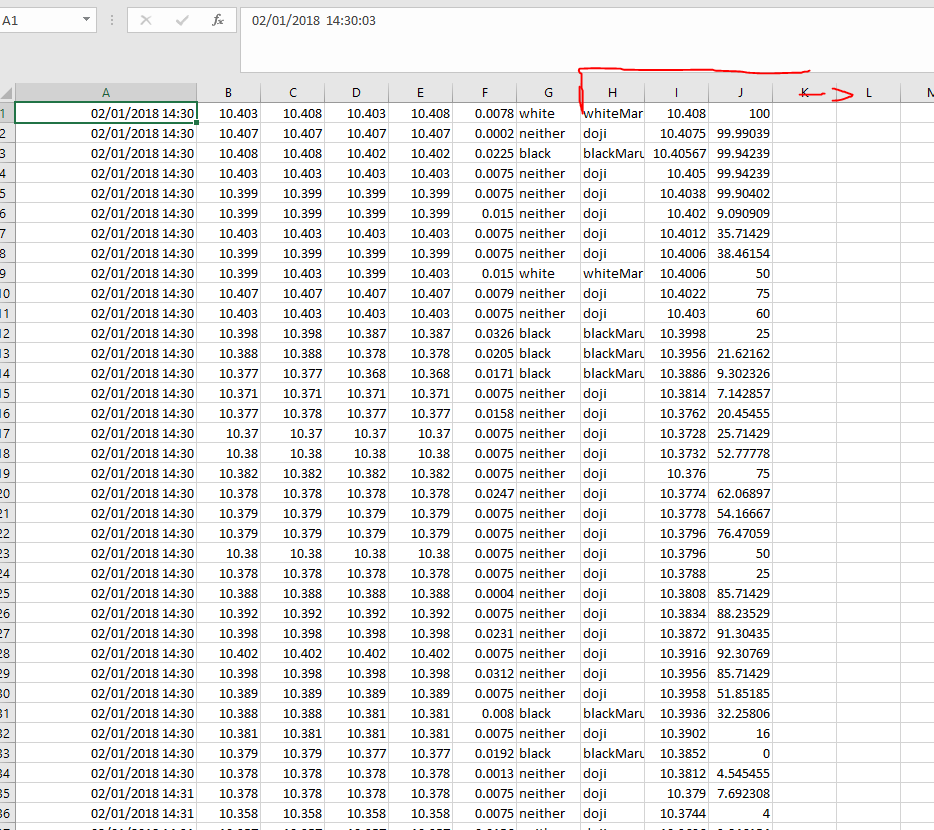 A1 fx 02/01/2018 14:30:03
A B C D E F G H I J K L
1 02/01/2018 14:30 10.403 10.408 10.403 10.408 0.0078 white whiteMar 10.408 100
2 02/01/2018 14:30 10.407 10.407 10.407 10.407 0.0002 neither doji 10.4075 99.99039
3 02/01/2018 14:30 10.408 10.408 10.402 10.402 0.0225 black blackMaru 10.40567 99.94239
4 02/01/2018 14:30 10.403 10.403 10.403 10.403 0.0075 neither doji 10.405 99.94239
5 02/01/2018 14:30 10.399 10.399 10.399 10.399 0.0075 neither doji 10.4038 99.90402
6 02/01/2018 14:30 10.399 10.399 10.399 10.399 0.015 neither doji 10.402 9.090909
7 02/01/2018 14:30 10.403 10.403 10.403 10.403 0.0075 neither doji 10.4012 35.71429
8 02/01/2018 14:30 10.399 10.399 10.399 10.399 0.0075 neither doji 10.4006 38.46154
9 02/01/2018 14:30 10.399 10.403 10.399 10.403 0.015 white whiteMar 10.4006 50
10 02/01/2018 14:30 10.407 10.407 10.407 10.407 0.0079 neither doji 10.4022 75
11 02/01/2018 14:30 10.403 10.403 10.403 10.403 0.0075 neither doji 10.403 60
12 02/01/2018 14:30 10.398 10.398 10.387 10.387 0.0326 black blackMaru 10.3998 25
13 02/01/2018 14:30 10.388 10.388 10.378 10.378 0.0205 black blackMaru 10.3956 21.62162
14 02/01/2018 14:30 10.377 10.377 10.368 10.368 0.0171 black blackMaru 10.3886 9.302326
15 02/01/2018 14:30 10.371 10.371 10.371 10.371 0.0075 neither doji 10.3814 7.142857
16 02/01/2018 14:30 10.377 10.378 10.377 10.377 0.0158 neither doji 10.3762 20.45455
17 02/01/2018 14:30 10.37 10.37 10.37 10.37 0.0075 neither doji 10.3728 25.71429
18 02/01/2018 14:30 10.38 10.38 10.38 10.38 0.0075 neither doji 10.3732 52.77778
19 02/01/2018 14:30 10.382 10.382 10.382 10.382 0.0075 neither doji 10.376 75
20 02/01/2018 14:30 10.378 10.378 10.378 10.378 0.0247 neither doji 10.3774 62.06897
21 02/01/2018 14:30 10.379 10.379 10.379 10.379 0.0075 neither doji 10.3778 54.16667
22 02/01/2018 14:30 10.379 10.379 10.379 10.379 0.0075 neither doji 10.3796 76.47059
23 02/01/2018 14:30 10.38 10.38 10.38 10.38 0.0075 neither doji 10.3796 50
24 02/01/2018 14:30 10.378 10.378 10.378 10.378 0.0075 neither doji 10.3788 25
25 02/01/2018 14:30 10.388 10.388 10.388 10.388 0.0004 neither doji 10.3808 85.71429
26 02/01/2018 14:30 10.392 10.392 10.392 10.392 0.0075 neither doji 10.3834 88.23529
27 02/01/2018 14:30 10.398 10.398 10.398 10.398 0.0231 neither doji 10.3872 91.30435
28 02/01/2018 14:30 10.402 10.402 10.402 10.402 0.0075 neither doji 10.3916 92.30769
29 02/01/2018 14:30 10.398 10.398 10.398 10.398 0.0312 neither doji 10.3956 85.71429
30 02/01/2018 14:30 10.389 10.389 10.389 10.389 0.0075 neither doji 10.3958 51.85185
31 02/01/2018 14:30 10.388 10.388 10.381 10.381 0.008 black blackMaru 10.3936 32.25806
32 02/01/2018 14:30 10.381 10.381 10.381 10.381 0.0075 neither doji 10.3902 16
33 02/01/2018 14:30 10.379 10.379 10.377 10.377 0.0192 black blackMaru 10.3852 0
34 02/01/2018 14:30 10.378 10.378 10.378 10.378 0.0013 neither doji 10.3812 4.545455
35 02/01/2018 14:31 10.378 10.378 10.378 10.378 0.0075 neither doji 10.379 7.692308
36 02/01/2018 14:31 10.358 10.358 10.358 10.358 0.0075 neither doji 10.3744 4